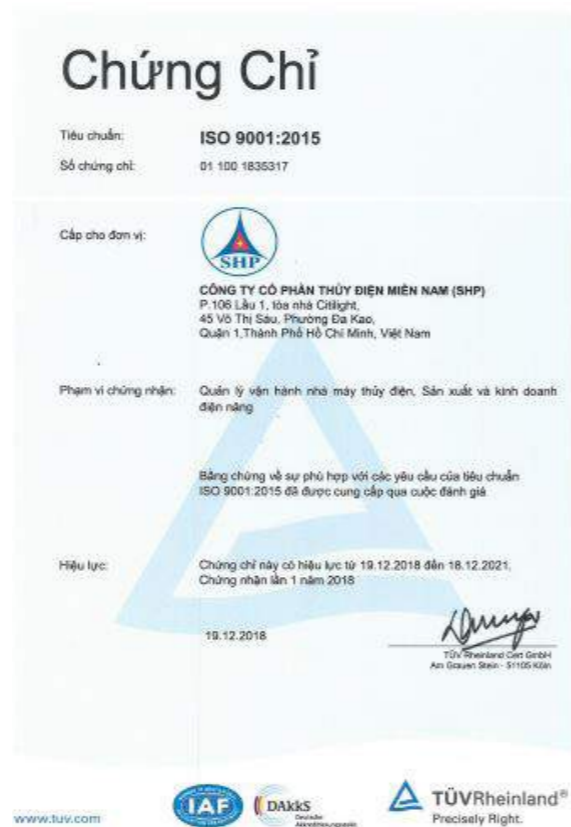 Chứng Chỉ
Tiêu chuẩn: ISO 9001:2015
Số chứng chỉ: 01 100 1835317
Cấp cho đơn vị:
SHP
CÔNG TY CỔ PHẦN THỦY ĐIỆN MIỀN NAM (SHP)
P.106 Lầu 1, tòa nhà Citilight,
45 Võ Thị Sáu, Phường Đa Kao,
Quận 1,Thành Phố Hồ Chí Minh, Việt Nam
Phạm vi chứng nhận: Quản lý vận hành nhà máy thủy điện, Sản xuất và kinh doanh
điện năng
Bằng chứng về sự phù hợp với các yêu cầu của tiêu chuẩn
ISO 9001:2015 đã được cung cấp qua cuộc đánh giá
Hiệu lực: Chứng chỉ này có hiệu lực từ 19.12.2018 đến 18.12.2021.
Chứng nhận lần 1 năm 2018
19.12.2018
TÜV Rheinland Cert GmbH
Am Grauen Stein - 51105 Köln
www.tuv.com
IAF
DAkkS
Deutsche
Akkreditierungsstelle
TÜVRheinland®
Precisely Right.